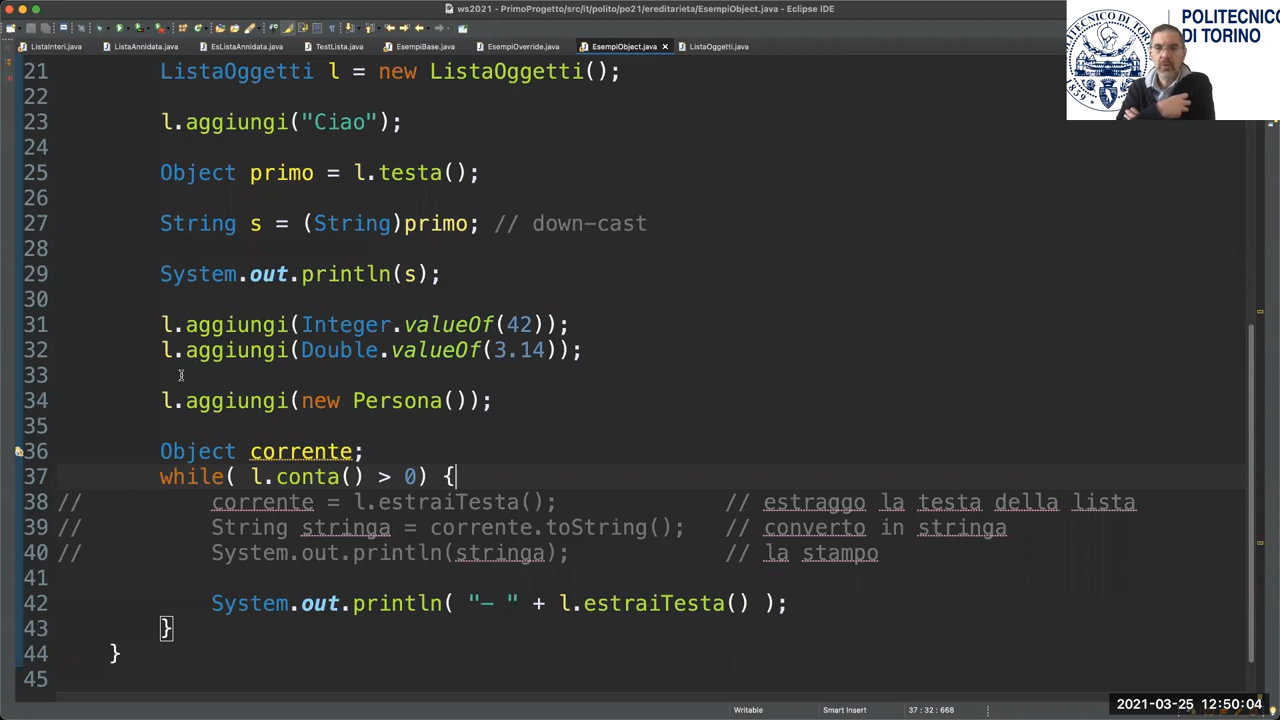 ws2021 - PrimoProgetto/src/it/polito/po21/ereditarieta/EsempiObject.java - Eclipse IDE
ListaInteri.java ListaAnnidata.java EsListaAnnidata.java TestLista.java EsempiBase.java EsempiOverride.java EsempiObject.java ListaOggetti.java
POLITECNICO
DI TORINO
1859
21 ListaOggetti l = new ListaOggetti();
22
23 l.aggiungi("Ciao");
24
25 Object primo = l.testa();
26
27 String s = (String)primo; // down-cast
28
29 System.out.println(s);
30
31 l.aggiungi(Integer.valueOf(42));
32 l.aggiungi(Double.valueOf(3.14));
33
34 l.aggiungi(new Persona());
35
36 Object corrente;
37 while( l.conta() > 0) {
38 // corrente = l.estraiTesta(); // estraggo la testa della lista
39 // String stringa = corrente.toString(); // converto in stringa
40 // System.out.println(stringa); // la stampo
41
42 System.out.println( "– " + l.estraiTesta() );
43 }
44 }
45
Writable Smart Insert 37 : 32 : 668
2021-03-25 12:50:04